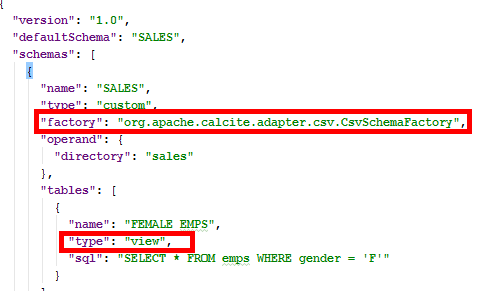 {
"version": "1.0",
"defaultSchema": "SALES",
"schemas": [
{
"name": "SALES",
"type": "custom",
"factory": "org.apache.calcite.adapter.csv.CsvSchemaFactory",
"operand": {
"directory": "sales"
},
"tables": [
{
"name": "FEMALE_EMPS",
"type": "view",
"sql": "SELECT * FROM emps WHERE gender = 'F'"
}
]